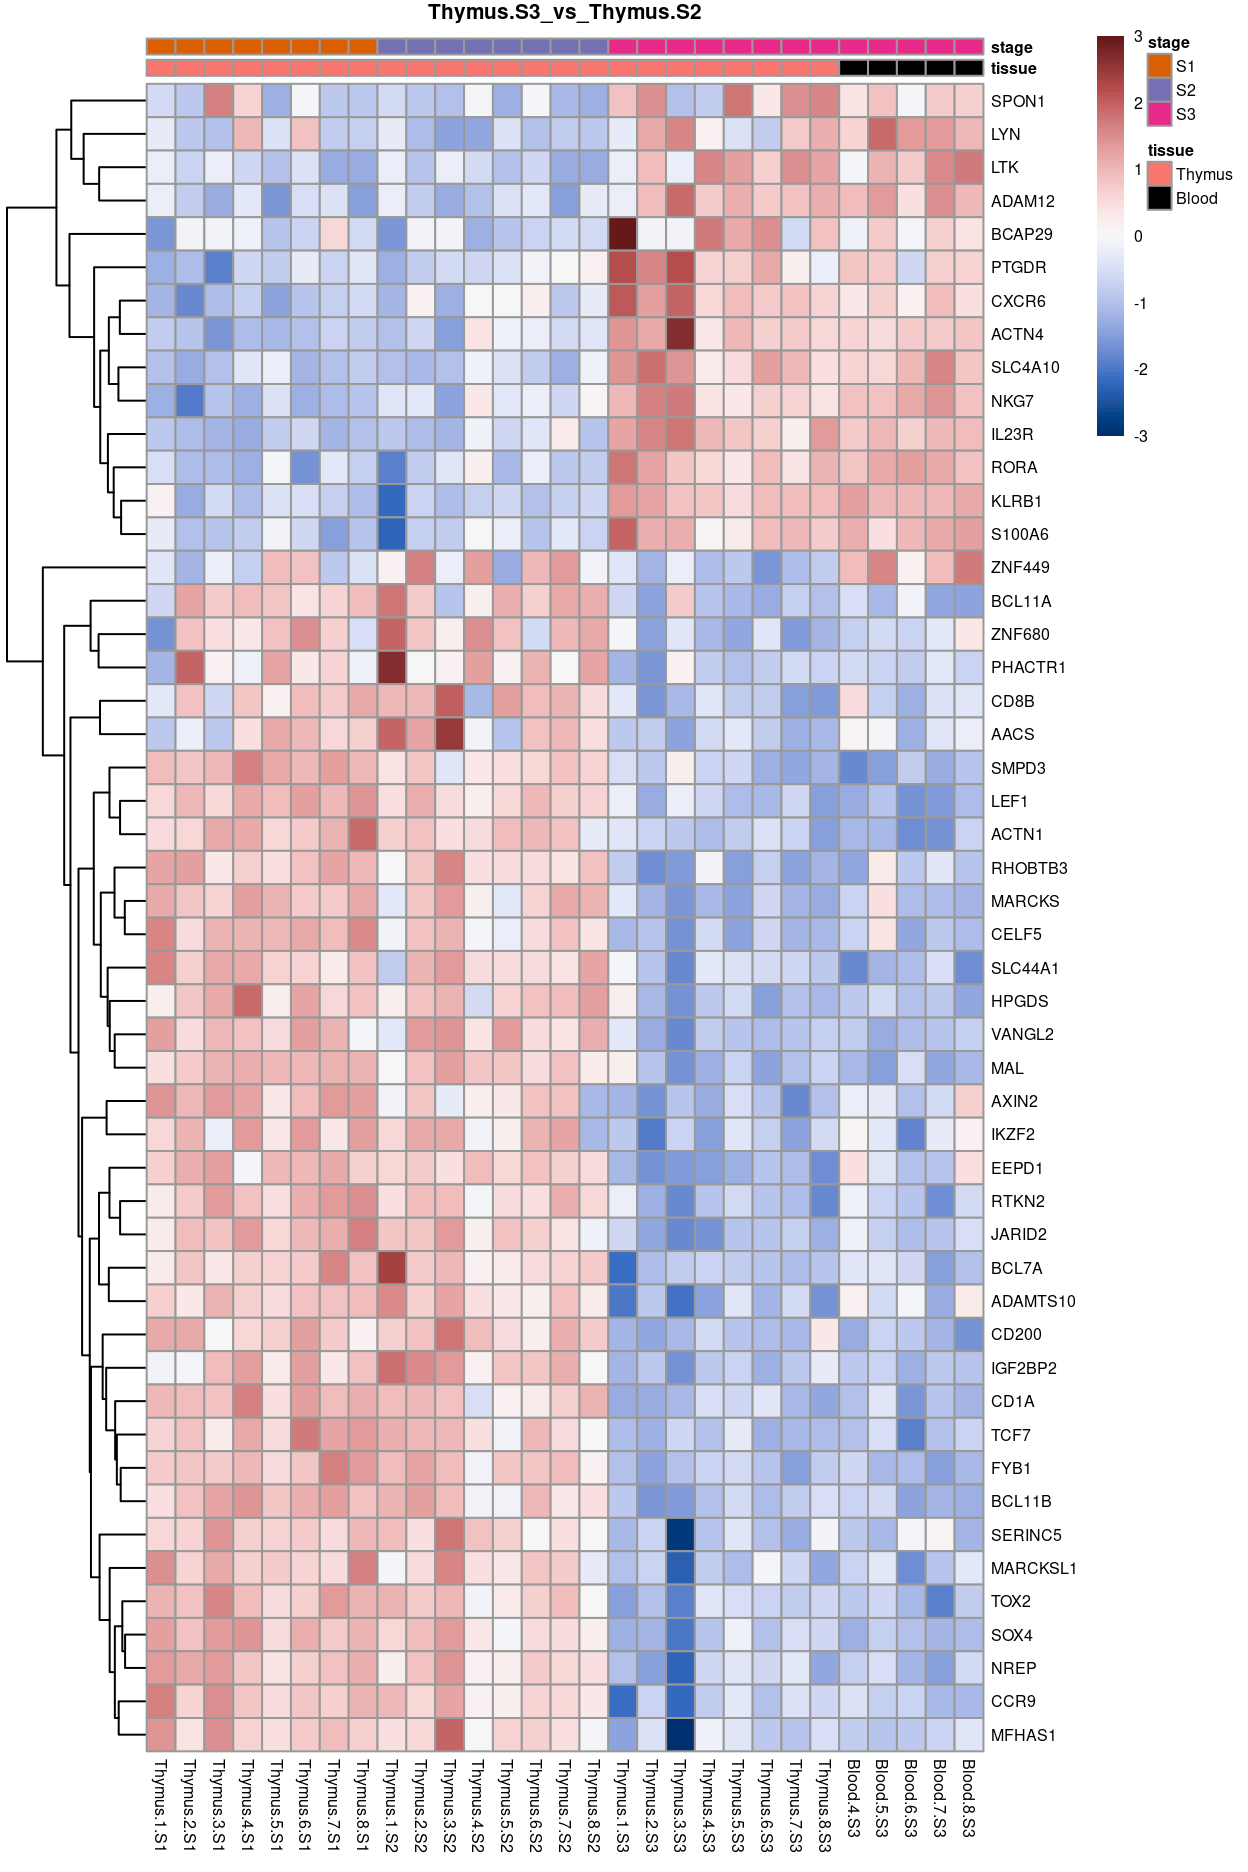 Thymus.S3_vs_Thymus.S2
stage
tissue
SPON1
LYN
LTK
ADAM12
BCAP29
PTGDR
CXCR6
ACTN4
SLC4A10
NKG7
IL23R
RORA
KLRB1
S100A6
ZNF449
BCL11A
ZNF680
PHACTR1
CD8B
AACS
SMPD3
LEF1
ACTN1
RHOBTB3
MARCKS
CELF5
SLC44A1
HPGDS
VANGL2
MAL
AXIN2
IKZF2
EEPD1
RTKN2
JARID2
BCL7A
ADAMTS10
CD200
IGF2BP2
CD1A
TCF7
FYB1
BCL11B
SERINC5
MARCKSL1
TOX2
SOX4
NREP
CCR9
MFHAS1
Thymus.1.S1
Thymus.2.S1
Thymus.3.S1
Thymus.4.S1
Thymus.5.S1
Thymus.6.S1
Thymus.7.S1
Thymus.8.S1
Thymus.1.S2
Thymus.2.S2
Thymus.3.S2
Thymus.4.S2
Thymus.5.S2
Thymus.6.S2
Thymus.7.S2
Thymus.8.S2
Thymus.1.S3
Thymus.2.S3
Thymus.3.S3
Thymus.4.S3
Thymus.5.S3
Thymus.6.S3
Thymus.7.S3
Thymus.8.S3
Blood.4.S3
Blood.5.S3
Blood.6.S3
Blood.7.S3
Blood.8.S3
3
2
1
0
-1
-2
-3
stage
S1
S2
S3
tissue
Thymus
Blood